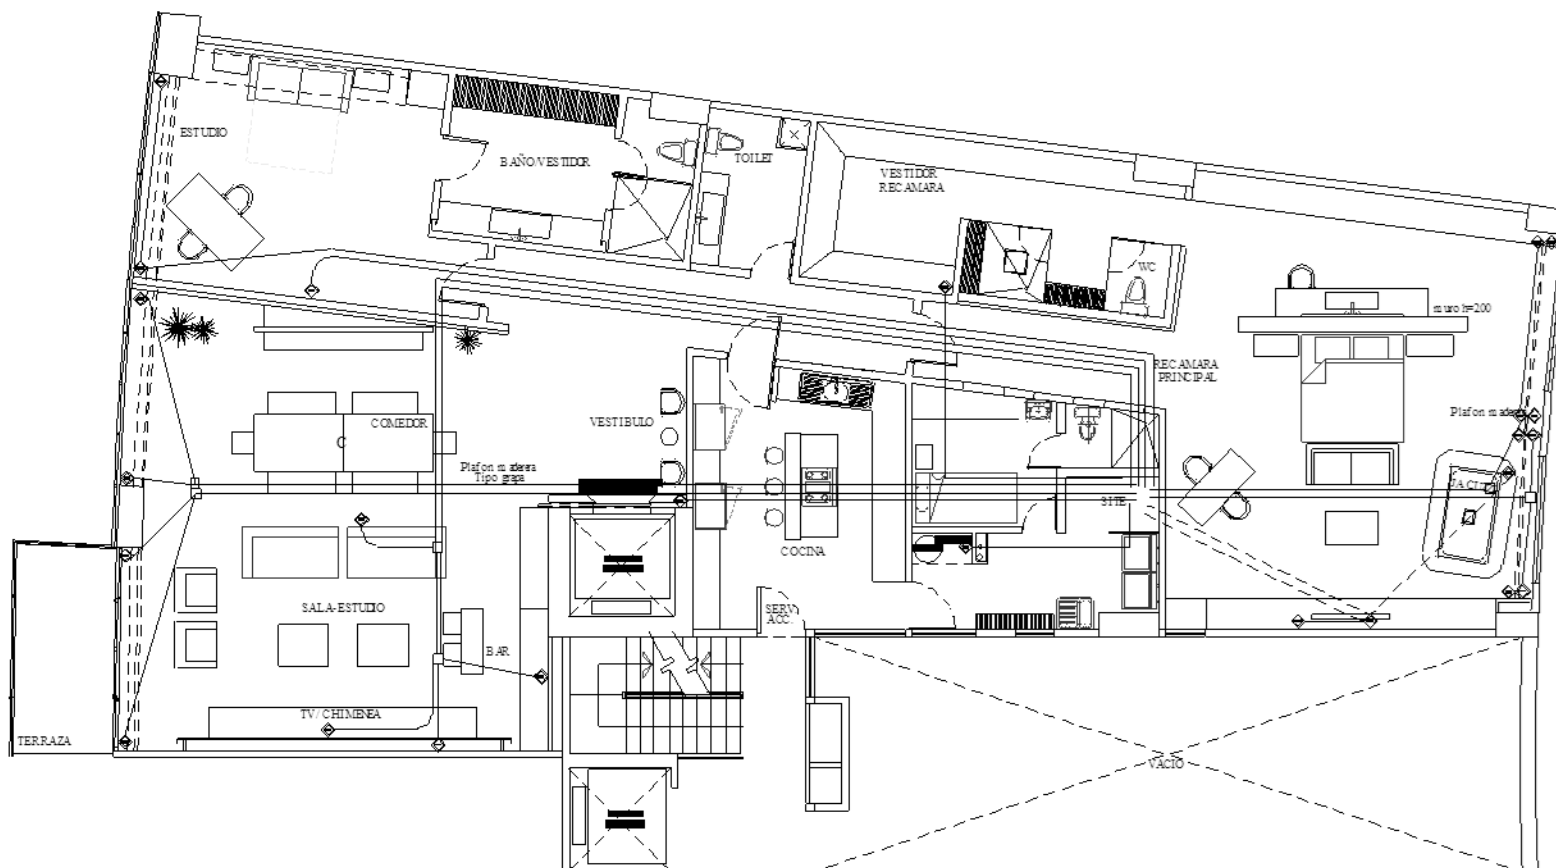 ESTUDIO
BAÑO/VESTIDOR
TOILET
VESTIDOR
RECAMARA
WC
muro h=200
RECAMARA
PRINCIPAL
Plafon madera
COMEDOR
C
VESTIBULO
Plafon madera
Tipo grapa
SITE
JACUZZI
COCINA
SALA-ESTUDIO
SERV
ACC.
BAR
TV/ CHIMENEA
TERRAZA
VACIO